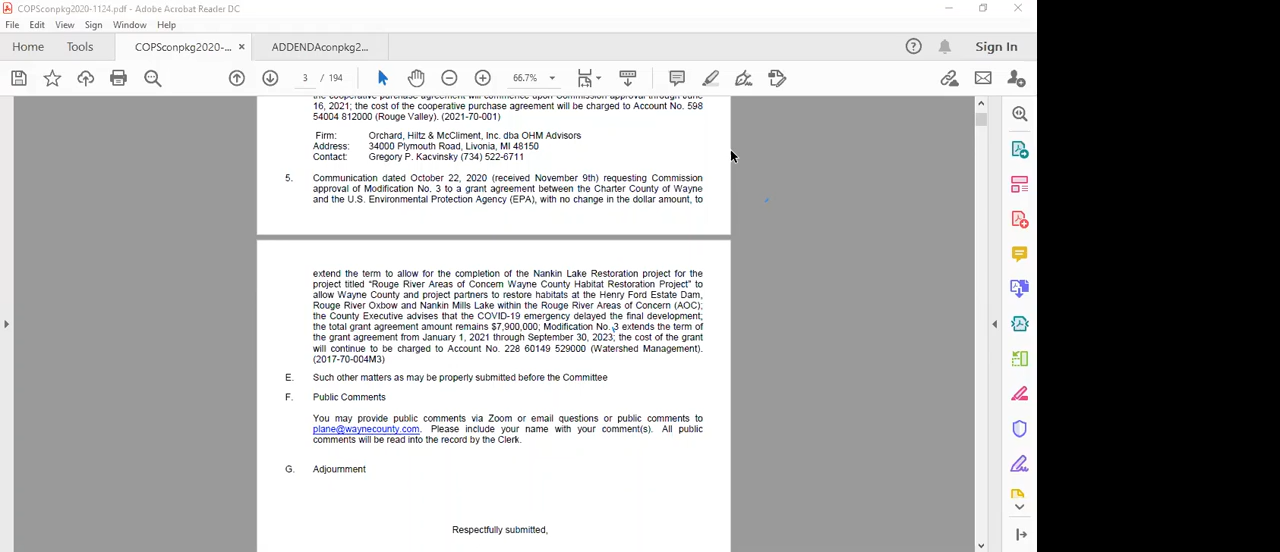 COPSconpkg2020-1124.pdf - Adobe Acrobat Reader DC
File Edit View Sign Window Help
Home Tools COPSconpkg2020-... × ADDENDAconpkg2... Sign In
3 / 194 66.7%
the cooperative purchase agreement will commence upon Commission approval through June
16, 2021; the cost of the cooperative purchase agreement will be charged to Account No. 598
54004 812000 (Rouge Valley). (2021-70-001)
Firm: Orchard, Hiltz & McCliment, Inc. dba OHM Advisors
Address: 34000 Plymouth Road, Livonia, MI 48150
Contact: Gregory P. Kacvinsky (734) 522-6711
5. Communication dated October 22, 2020 (received November 9th) requesting Commission
approval of Modification No. 3 to a grant agreement between the Charter County of Wayne
and the U.S. Environmental Protection Agency (EPA), with no change in the dollar amount, to
extend the term to allow for the completion of the Nankin Lake Restoration project for the
project titled “Rouge River Areas of Concern Wayne County Habitat Restoration Project” to
allow Wayne County and project partners to restore habitats at the Henry Ford Estate Dam,
Rouge River Oxbow and Nankin Mills Lake within the Rouge River Areas of Concern (AOC);
the County Executive advises that the COVID-19 emergency delayed the final development;
the total grant agreement amount remains $7,900,000; Modification No. 3 extends the term of
the grant agreement from January 1, 2021 through September 30, 2023; the cost of the grant
will continue to be charged to Account No. 228 60149 529000 (Watershed Management).
(2017-70-004M3)
E. Such other matters as may be properly submitted before the Committee
F. Public Comments
You may provide public comments via Zoom or email questions or public comments to
plane@waynecounty.com. Please include your name with your comment(s). All public
comments will be read into the record by the Clerk.
G. Adjournment
Respectfully submitted,